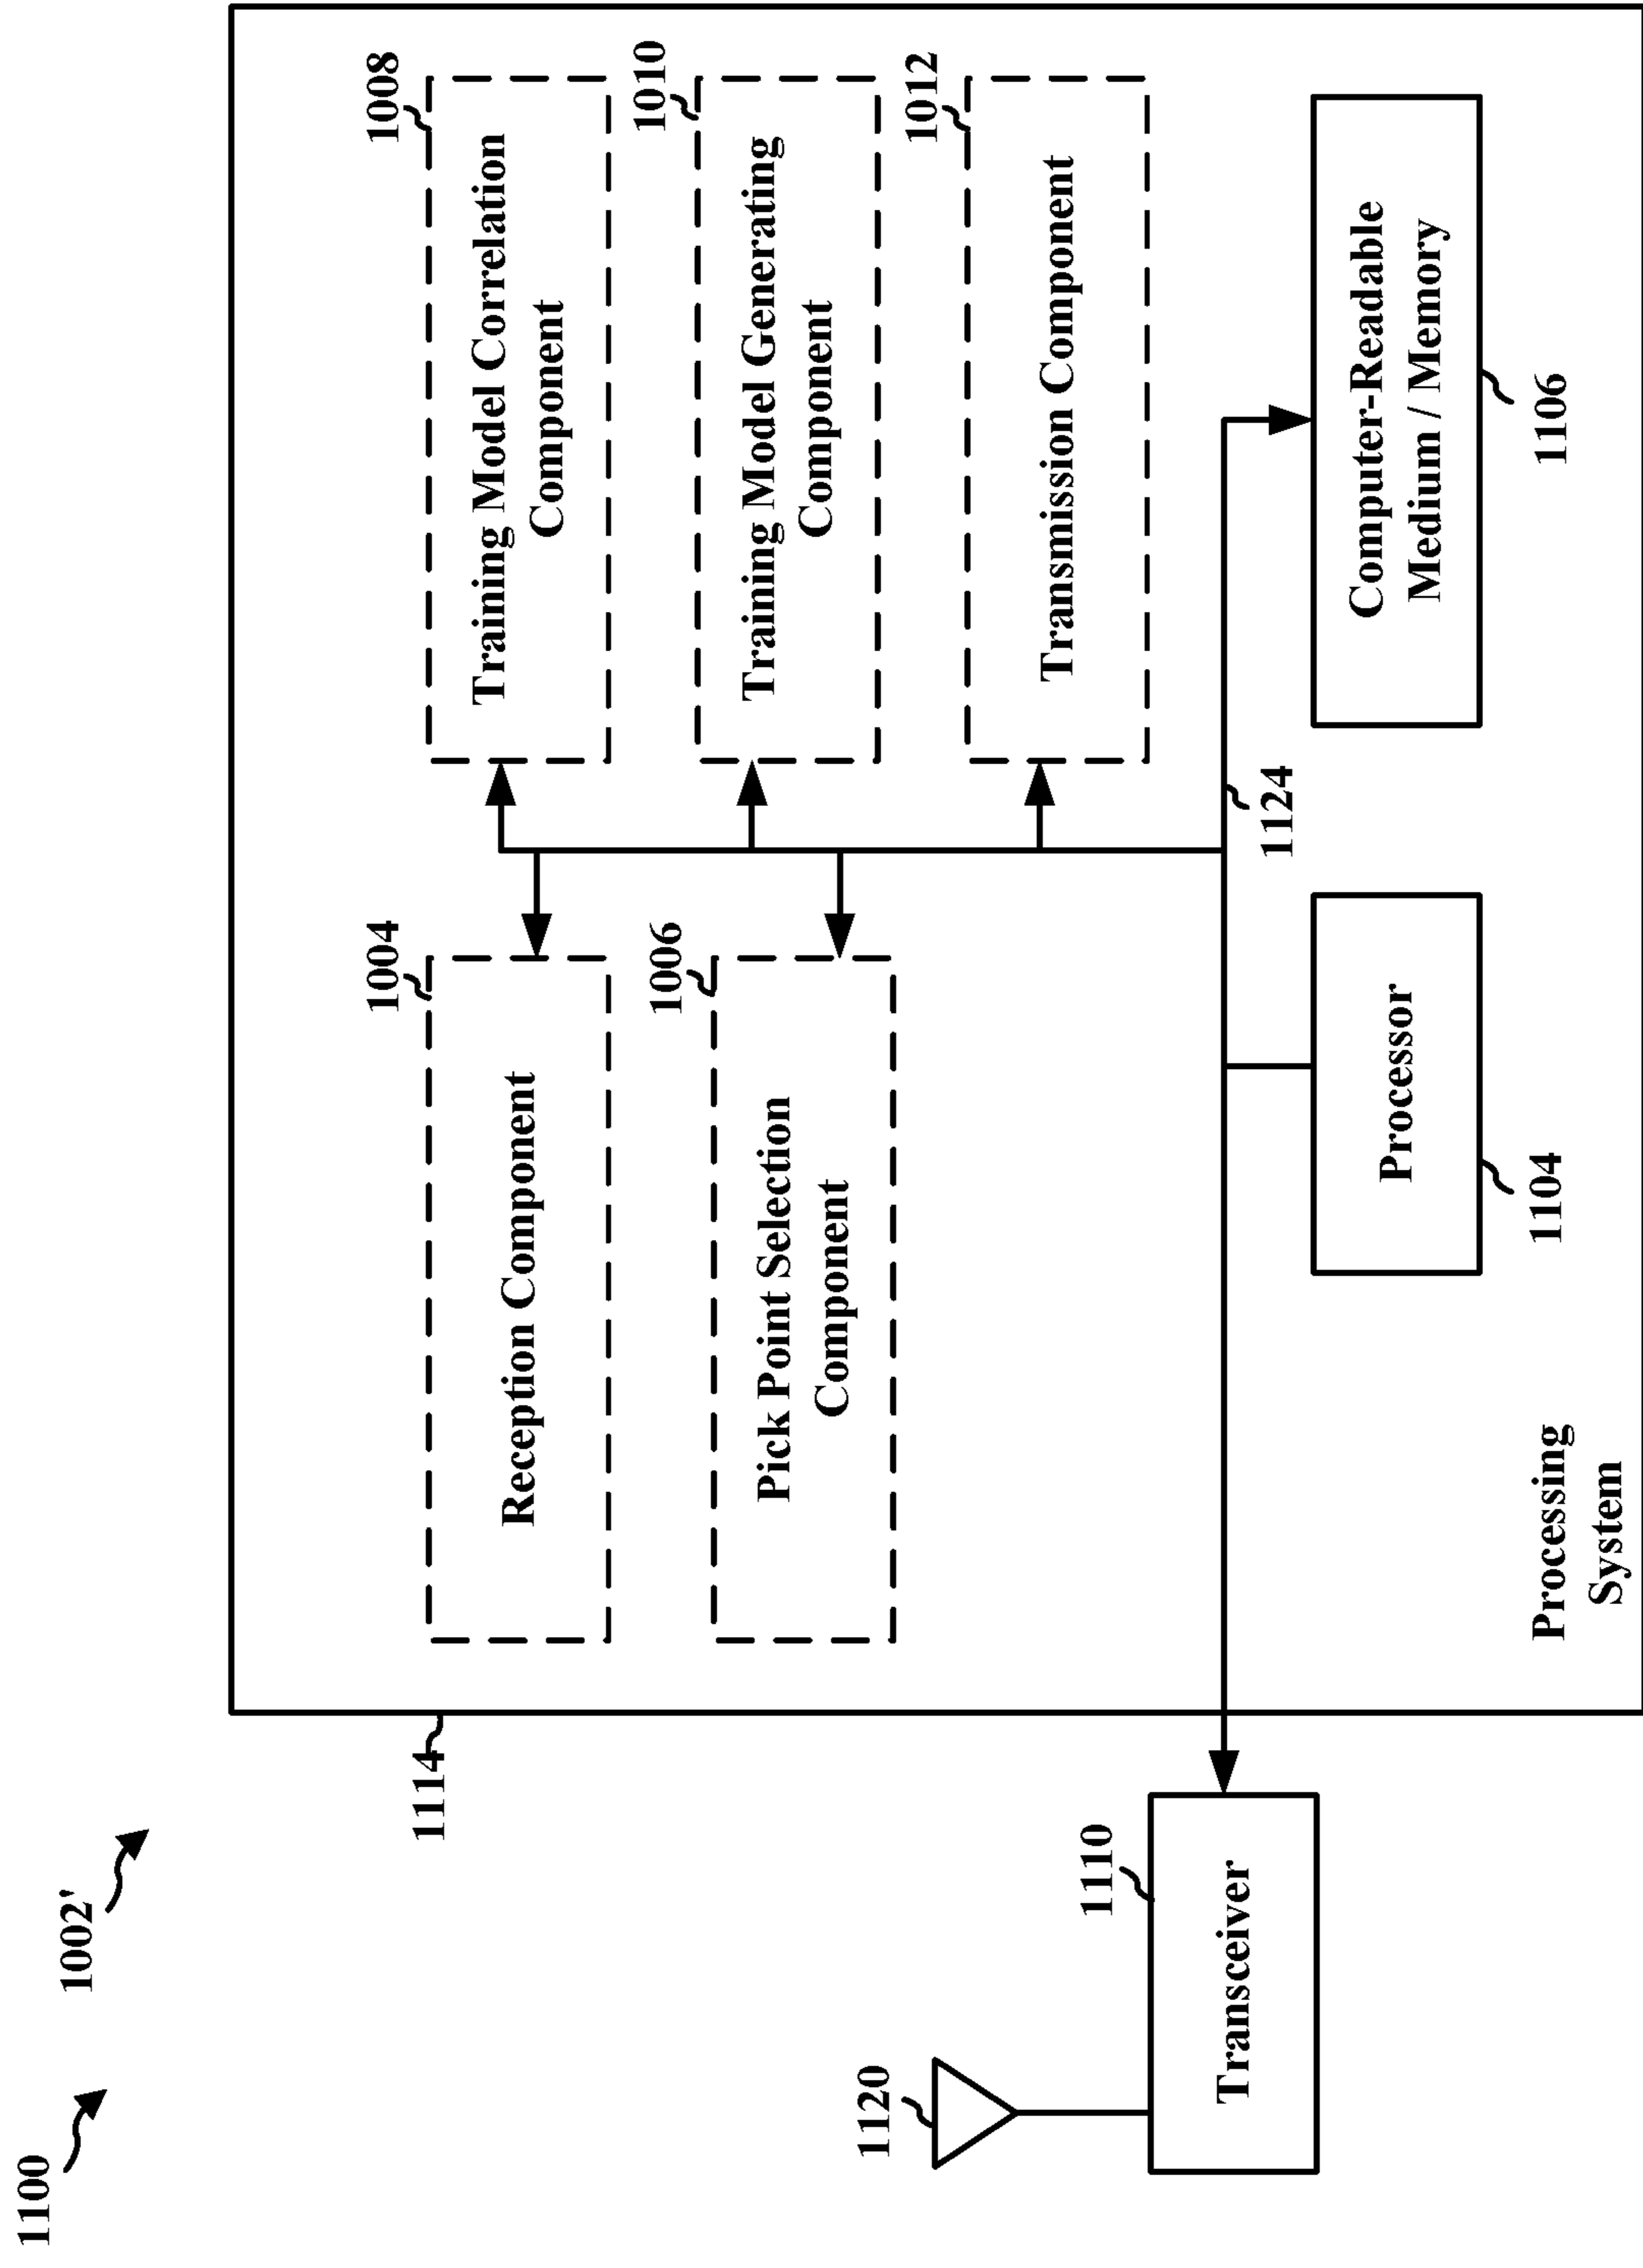 1100
1002'
1114
1004
Reception Component
1008
Training Model Correlation
Component
1006
Pick Point Selection
Component
1010
Training Model Generating
Component
1012
Transmission Component
1120
1110
Transceiver
1124
Processor
1104
Computer-Readable
Medium / Memory
1106
Processing
System